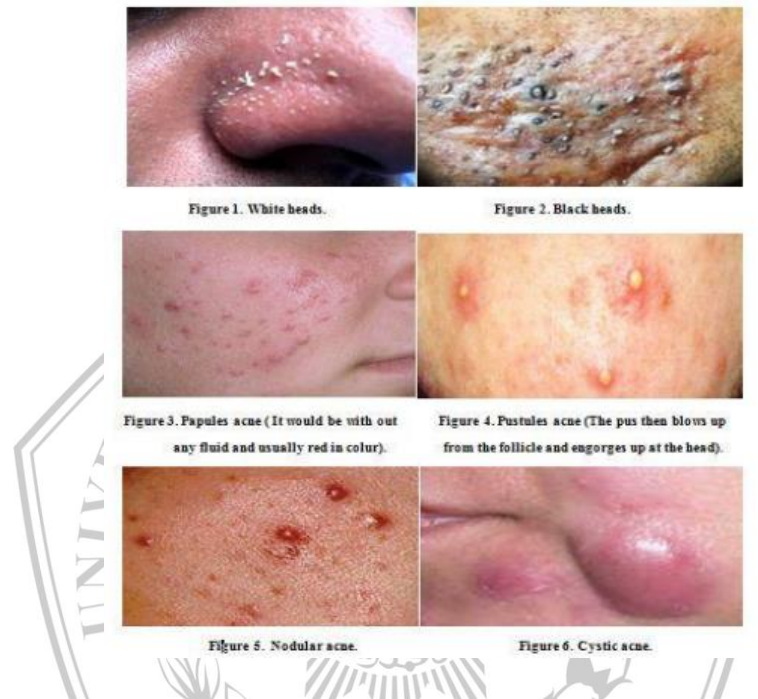 Figure 1. White heads.
Figure 2. Black heads.
Figure 3. Papules acne ( It would be with out
any fluid and usually red in colur).
Figure 4. Pustules acne (The pus then blows up
from the follicle and engorges up at the head).
Figure 5. Nodular acne.
Figure 6. Cystic acne.